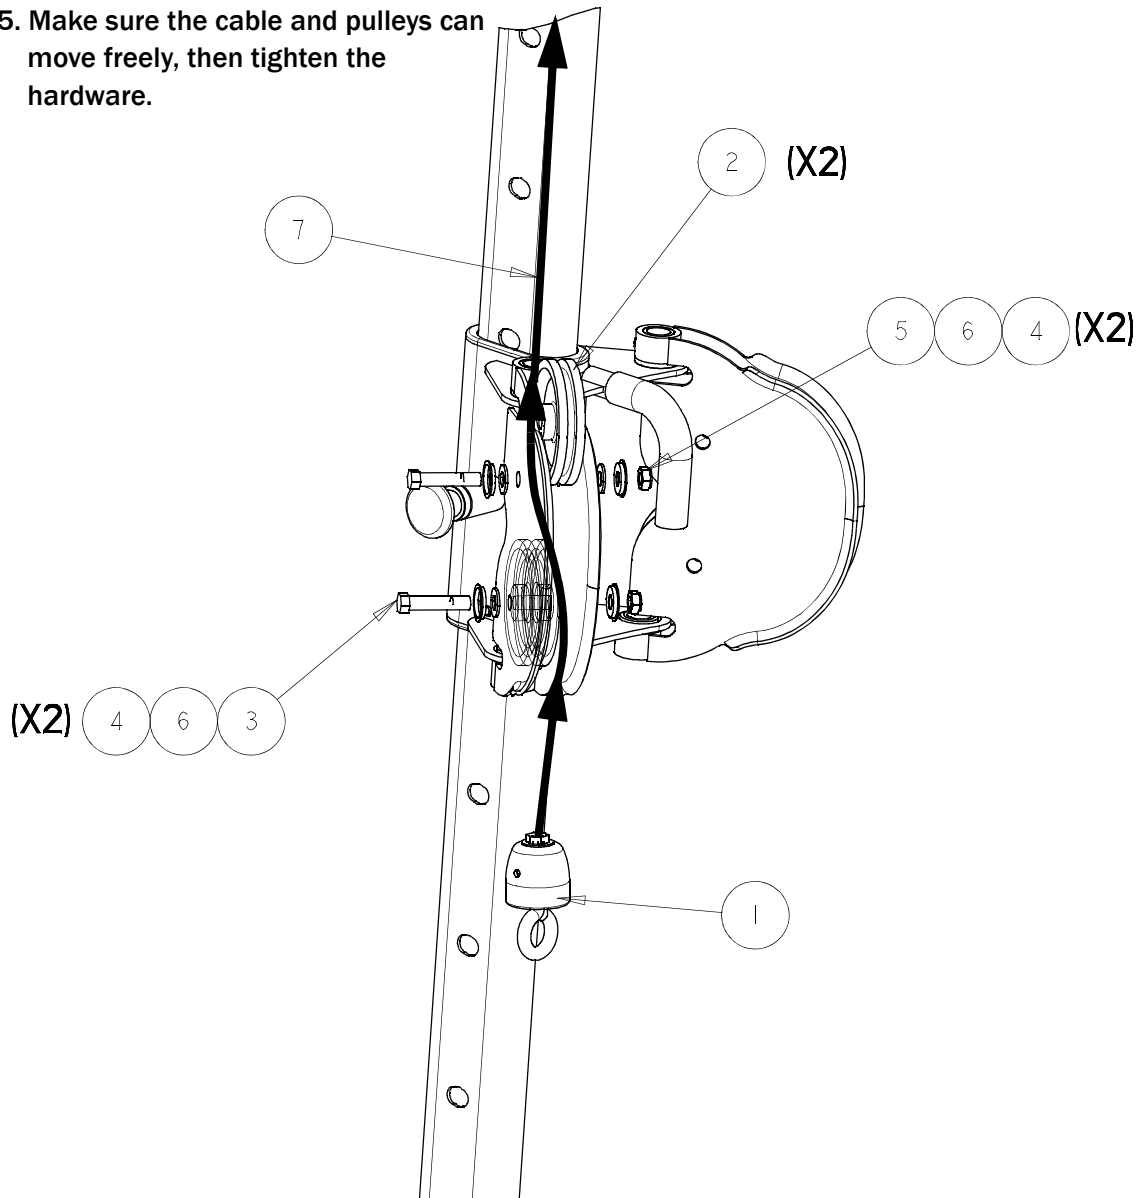 5. Make sure the cable and pulleys can
move freely, then tighten the
hardware.
2 (X2)
7
5 6 4 (X2)
(X2) 4 6 3
1